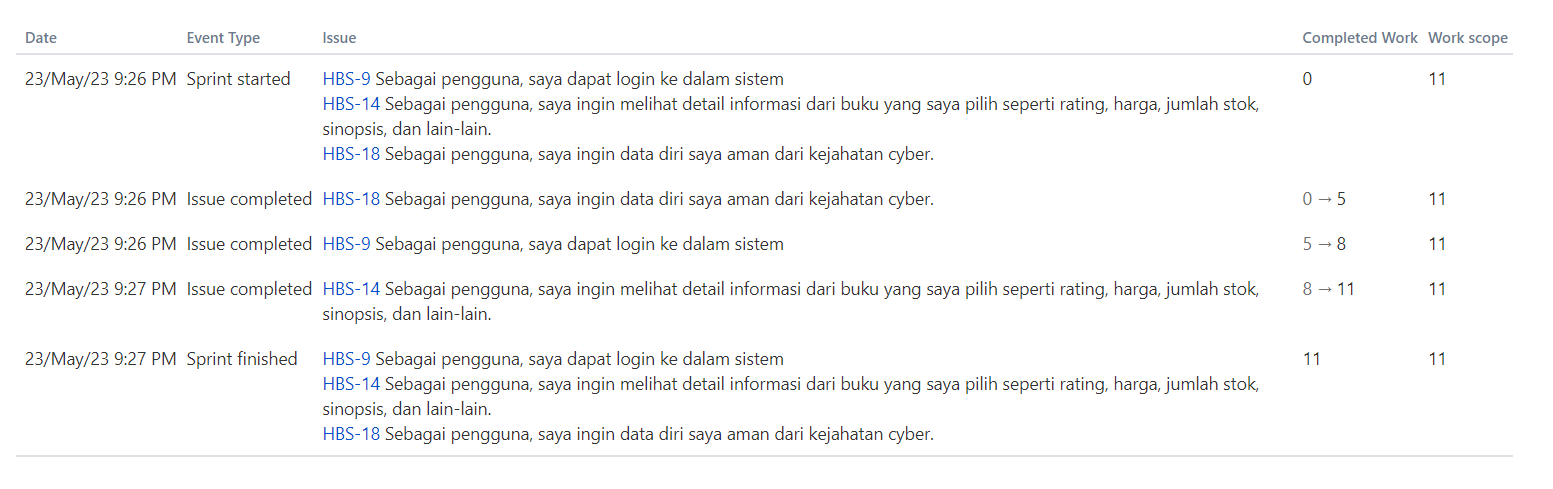 Date Event Type Issue Completed Work Work scope
23/May/23 9:26 PM Sprint started HBS-9 Sebagai pengguna, saya dapat login ke dalam sistem 0 11
HBS-14 Sebagai pengguna, saya ingin melihat detail informasi dari buku yang saya pilih seperti rating, harga, jumlah stok,
sinopsis, dan lain-lain.
HBS-18 Sebagai pengguna, saya ingin data diri saya aman dari kejahatan cyber.
23/May/23 9:26 PM Issue completed HBS-18 Sebagai pengguna, saya ingin data diri saya aman dari kejahatan cyber. 0 → 5 11
23/May/23 9:26 PM Issue completed HBS-9 Sebagai pengguna, saya dapat login ke dalam sistem 5 → 8 11
23/May/23 9:27 PM Issue completed HBS-14 Sebagai pengguna, saya ingin melihat detail informasi dari buku yang saya pilih seperti rating, harga, jumlah stok, 8 → 11 11
sinopsis, dan lain-lain.
23/May/23 9:27 PM Sprint finished HBS-9 Sebagai pengguna, saya dapat login ke dalam sistem 11 11
HBS-14 Sebagai pengguna, saya ingin melihat detail informasi dari buku yang saya pilih seperti rating, harga, jumlah stok,
sinopsis, dan lain-lain.
HBS-18 Sebagai pengguna, saya ingin data diri saya aman dari kejahatan cyber.